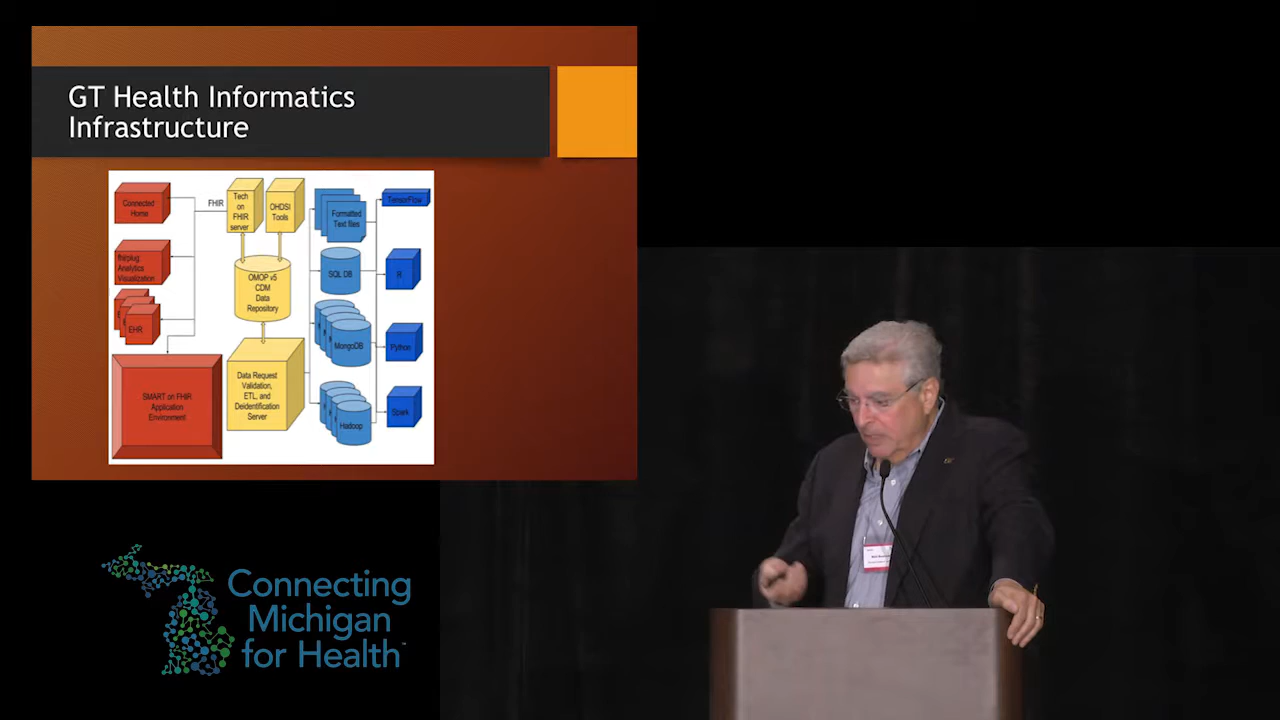 GT Health Informatics
Infrastructure
Connected
Home
FHIR
Tech
on
FHIR
server
OHDSI
Tools
Formatted
Text files
TensorFlow
Analytics
Visualization
OMOP v5
CDM
Data
Repository
SQL DB
R
EHR
MongoDB
Python
SMART on FHIR
Application
Environment
Data Request
Validation,
ETL, and
Deidentification
Server
Hadoop
Spark
Connecting
Michigan
for Health™